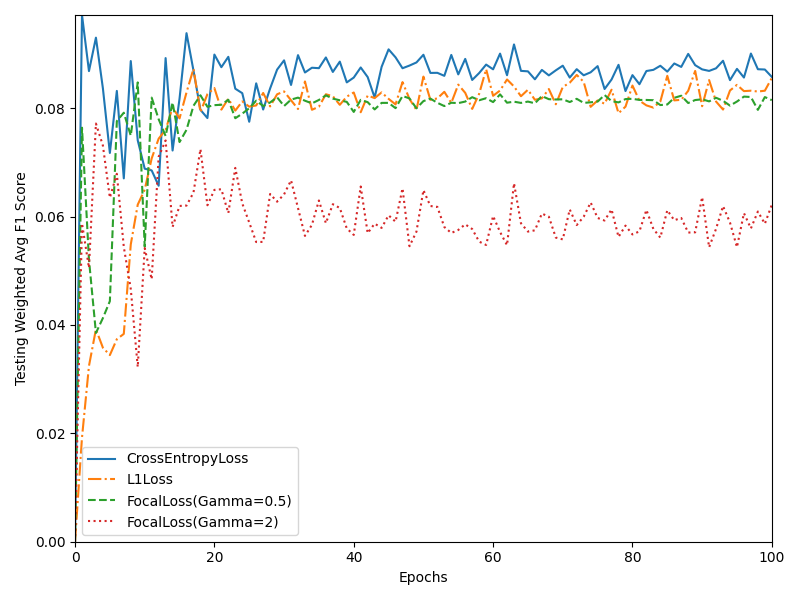 Testing Weighted Avg F1 Score
0.08
0.06
0.04
0.02
0.00
CrossEntropyLoss
L1Loss
FocalLoss(Gamma=0.5)
FocalLoss(Gamma=2)
0 20 40 60 80 100
Epochs